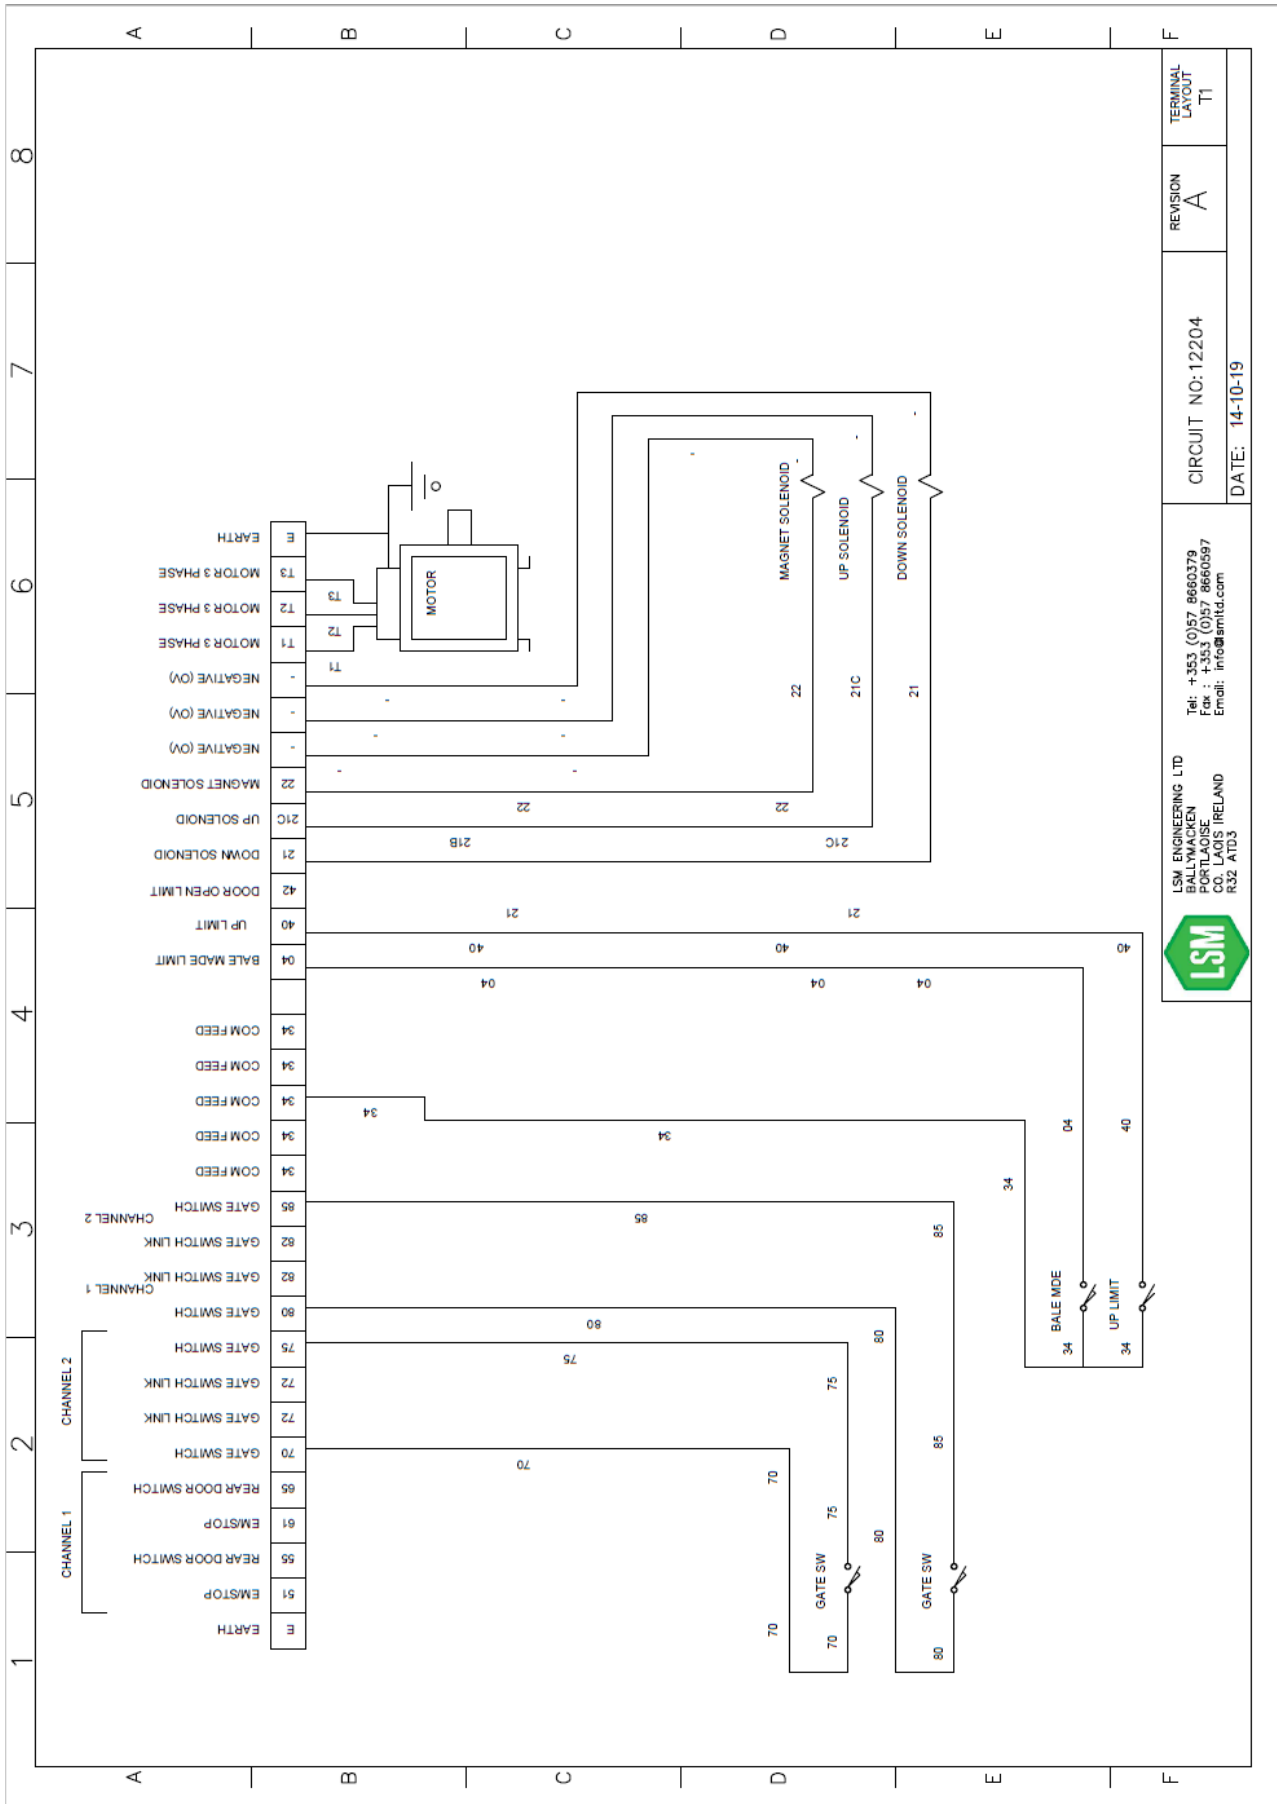 A
B
C
D
E
F
1
2
3
4
5
6
7
8
CHANNEL 1
CHANNEL 2
CHANNEL 1
CHANNEL 2
EARTH
EM/STOP
REAR DOOR SWITCH
EM/STOP
REAR DOOR SWITCH
GATE SWITCH
GATE SWITCH LINK
GATE SWITCH LINK
GATE SWITCH
GATE SWITCH
GATE SWITCH LINK
GATE SWITCH LINK
GATE SWITCH
COM FEED
COM FEED
COM FEED
COM FEED
COM FEED
BALE MADE LIMIT
UP LIMIT
DOOR OPEN LIMIT
DOWN SOLENOID
UP SOLENOID
MAGNET SOLENOID
NEGATIVE (0V)
NEGATIVE (0V)
NEGATIVE (0V)
MOTOR 3 PHASE
MOTOR 3 PHASE
MOTOR 3 PHASE
EARTH
E
51
55
61
65
70
72
72
75
80
82
82
85
34
34
34
34
34
04
40
42
21
21C
22
-
-
-
T1
T2
T3
E
T1
T2
T3
MOTOR
34
-
-
-
21B
70
75
80
85
34
04
40
21
22
-
-
-
-
70
70
75
75
70
GATE SW
80
80
04
40
21
21C
22
22
21C
MAGNET SOLENOID
-
UP SOLENOID
-
80
GATE SW
85
85
04
21
DOWN SOLENOID
-
34
34
BALE MDE
04
34
UP LIMIT
40
40
A
B
C
D
E
F
LSM
LSM ENGINEERING LTD
BALLYMACKEN
PORTLAOISE
CO. LAOIS IRELAND
R32 ATD3
Tel: +353 (0)57 8660379
Fax : +353 (0)57 8660597
Email: info@lsmltd.com
CIRCUIT NO:12204
DATE: 14-10-19
REVISION
A
TERMINAL
LAYOUT
T1